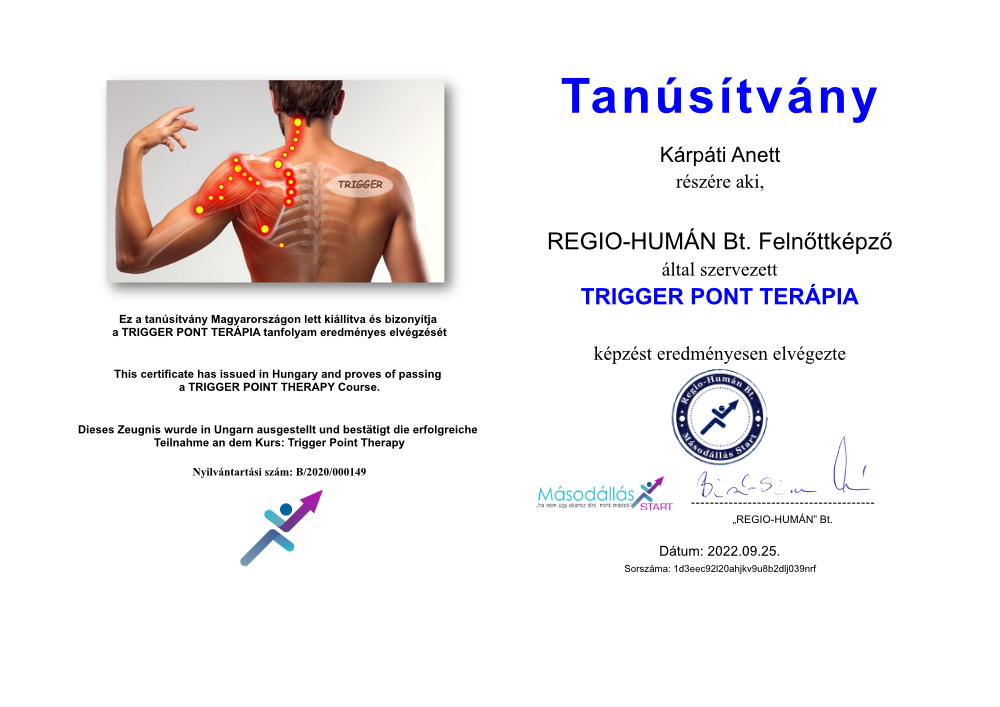 TRIGGER
Ez a tanúsítvány Magyarországon lett kiállítva és bizonyítja
a TRIGGER PONT TERÁPIA tanfolyam eredményes elvégzését
This certificate has issued in Hungary and proves of passing
a TRIGGER POINT THERAPY Course.
Dieses Zeugnis wurde in Ungarn ausgestellt und bestätigt die erfolgreiche
Teilnahme an dem Kurs: Trigger Point Therapy
Nyilvántartási szám: B/2020/000149
Tanúsítvány
Kárpáti Anett
részére aki,
REGIO-HUMÁN Bt. Felnőttképző
által szervezett
TRIGGER PONT TERÁPIA
képzést eredményesen elvégezte
Regio-Humán Bt.
Másodállás Start
Másodállás
START
„ha nem úgy akarsz élni, mint mások"
„REGIO-HUMÁN” Bt.
Dátum: 2022.09.25.
Sorszáma: 1d3eec92l20ahjkv9u8b2dlj039nrf